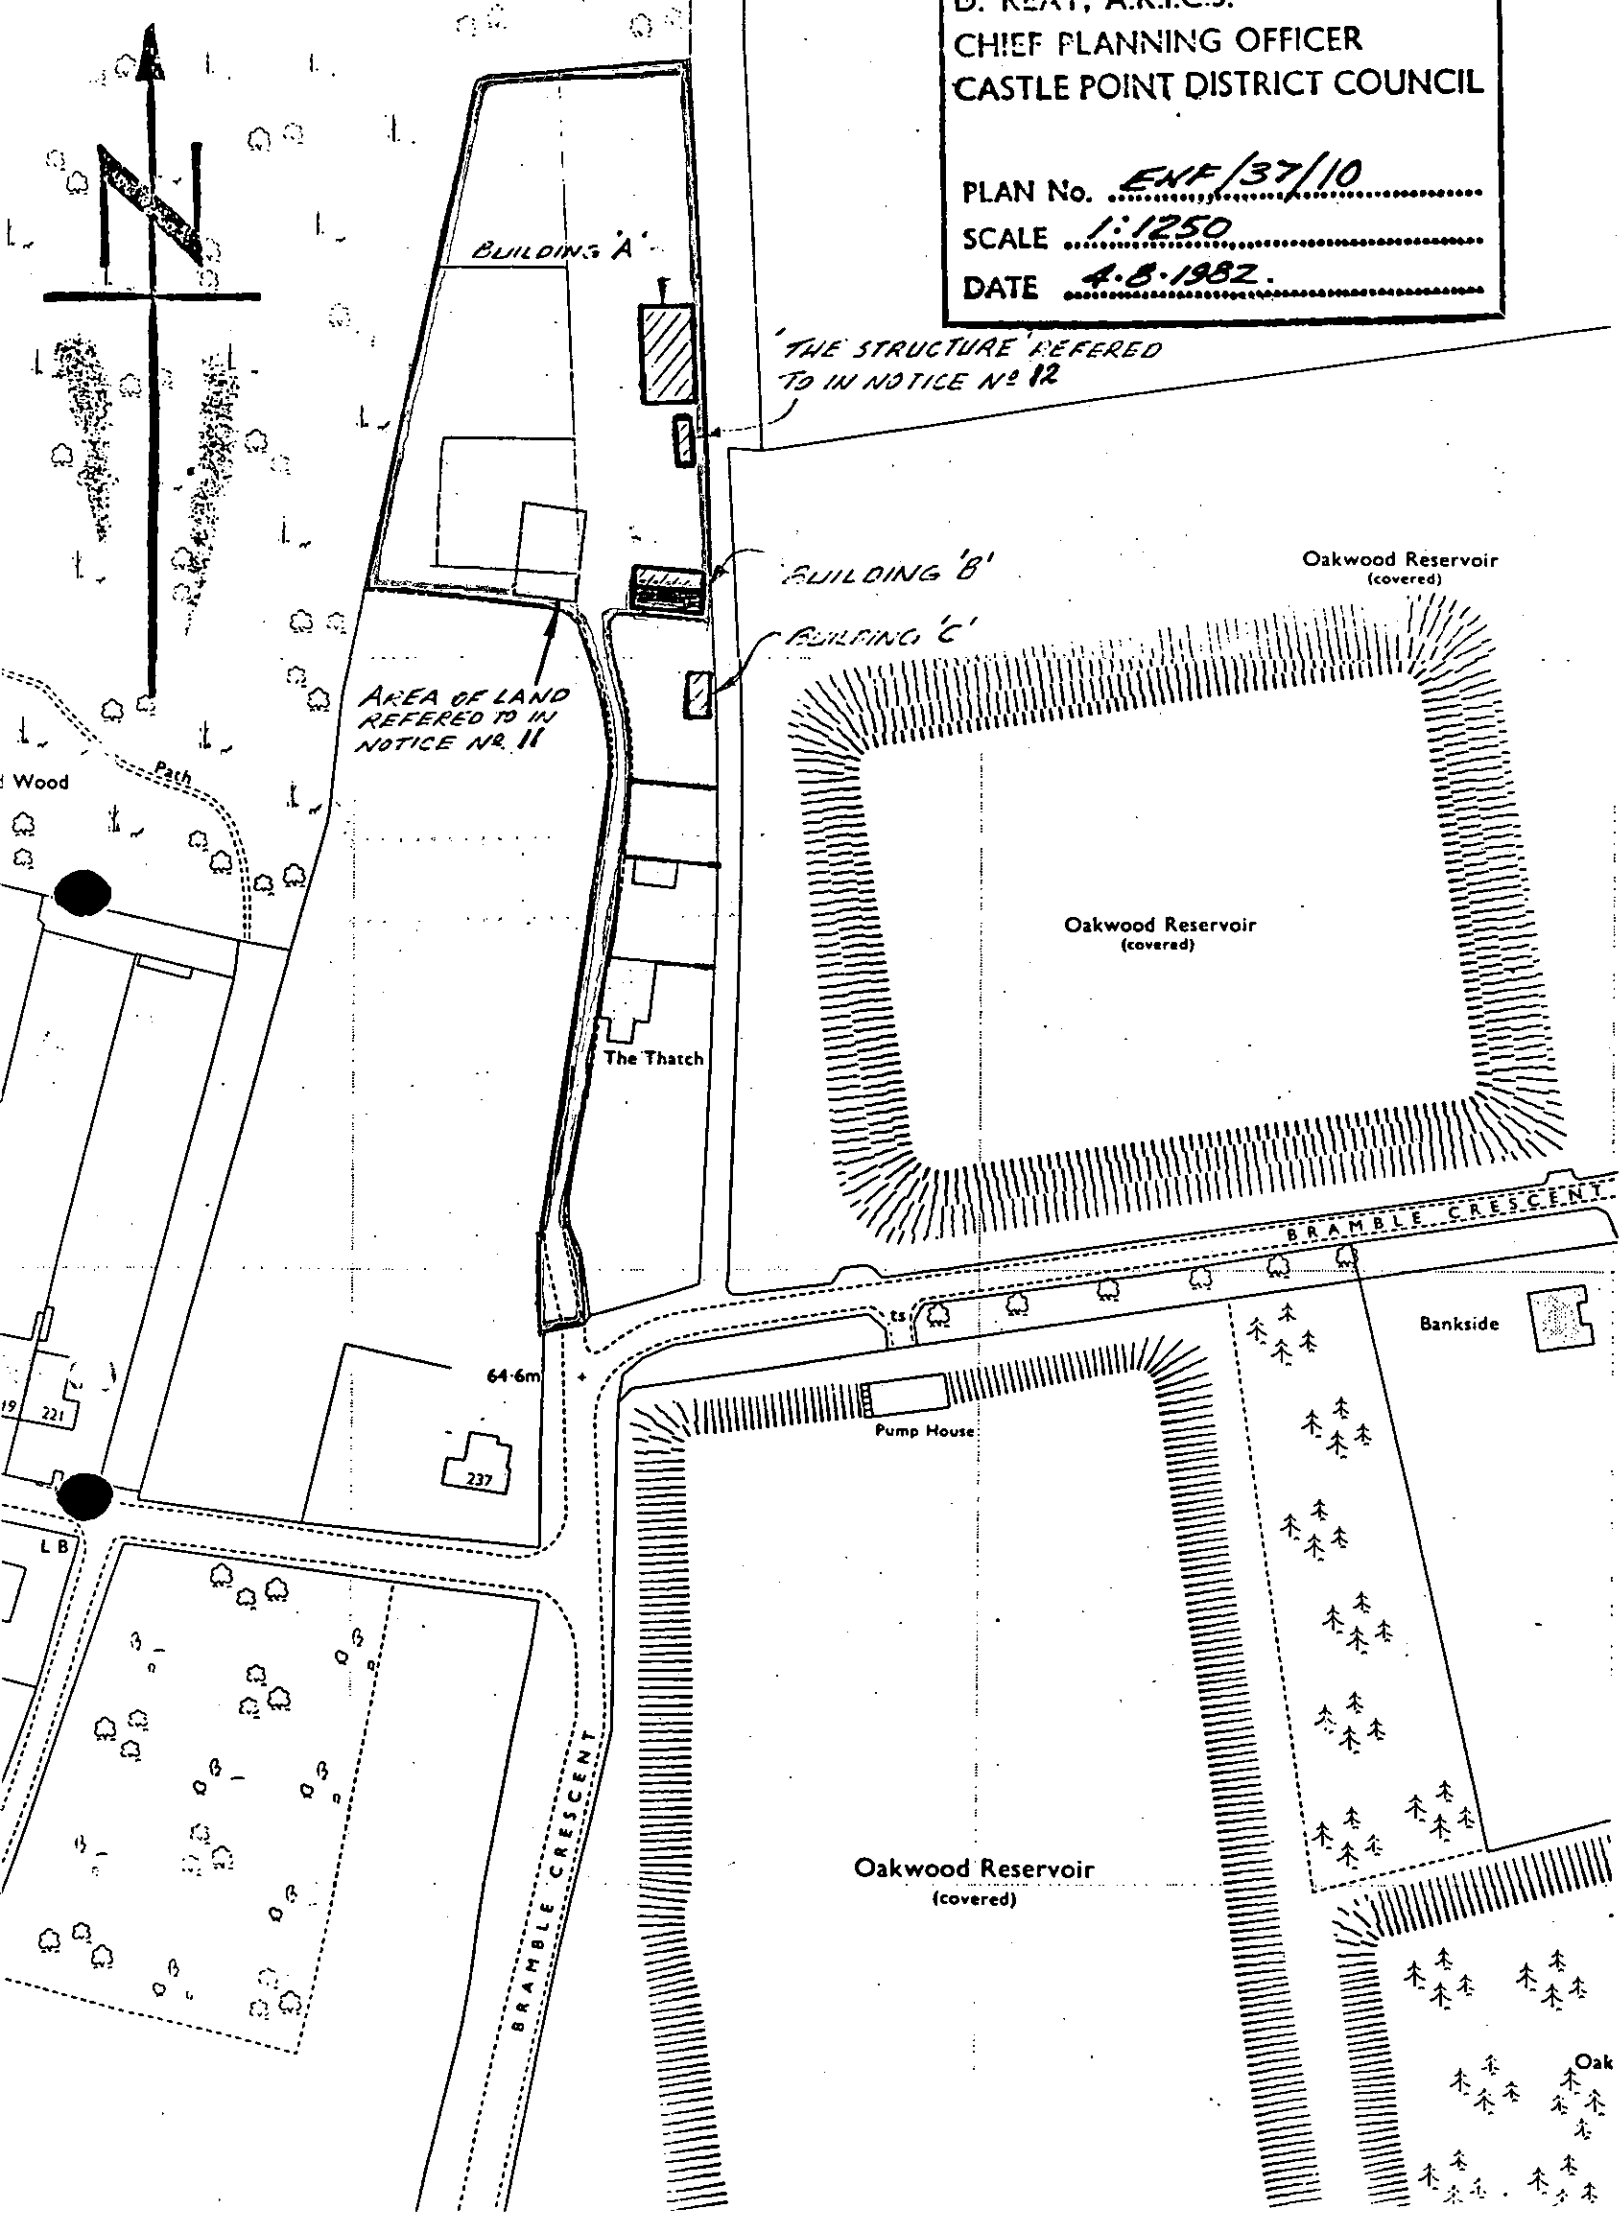 CHIEF PLANNING OFFICER
CASTLE POINT DISTRICT COUNCIL
PLAN No. ENF/37/10
SCALE 1:1250
DATE 4.8.1982.
N
BUILDING 'A'
'THE STRUCTURE' REFERED
TO IN NOTICE Nº 12
BUILDING 'B'
BUILDING 'C'
AREA OF LAND
REFERED TO IN
NOTICE Nº 11
Oakwood Reservoir
(covered)
Wood
Path
Oakwood Reservoir
(covered)
The Thatch
BRAMBLE CRESCENT
ts
Bankside
64·6m
Pump House
19
221
237
L B
BRAMBLE CRESCENT
Oakwood Reservoir
(covered)
Oak